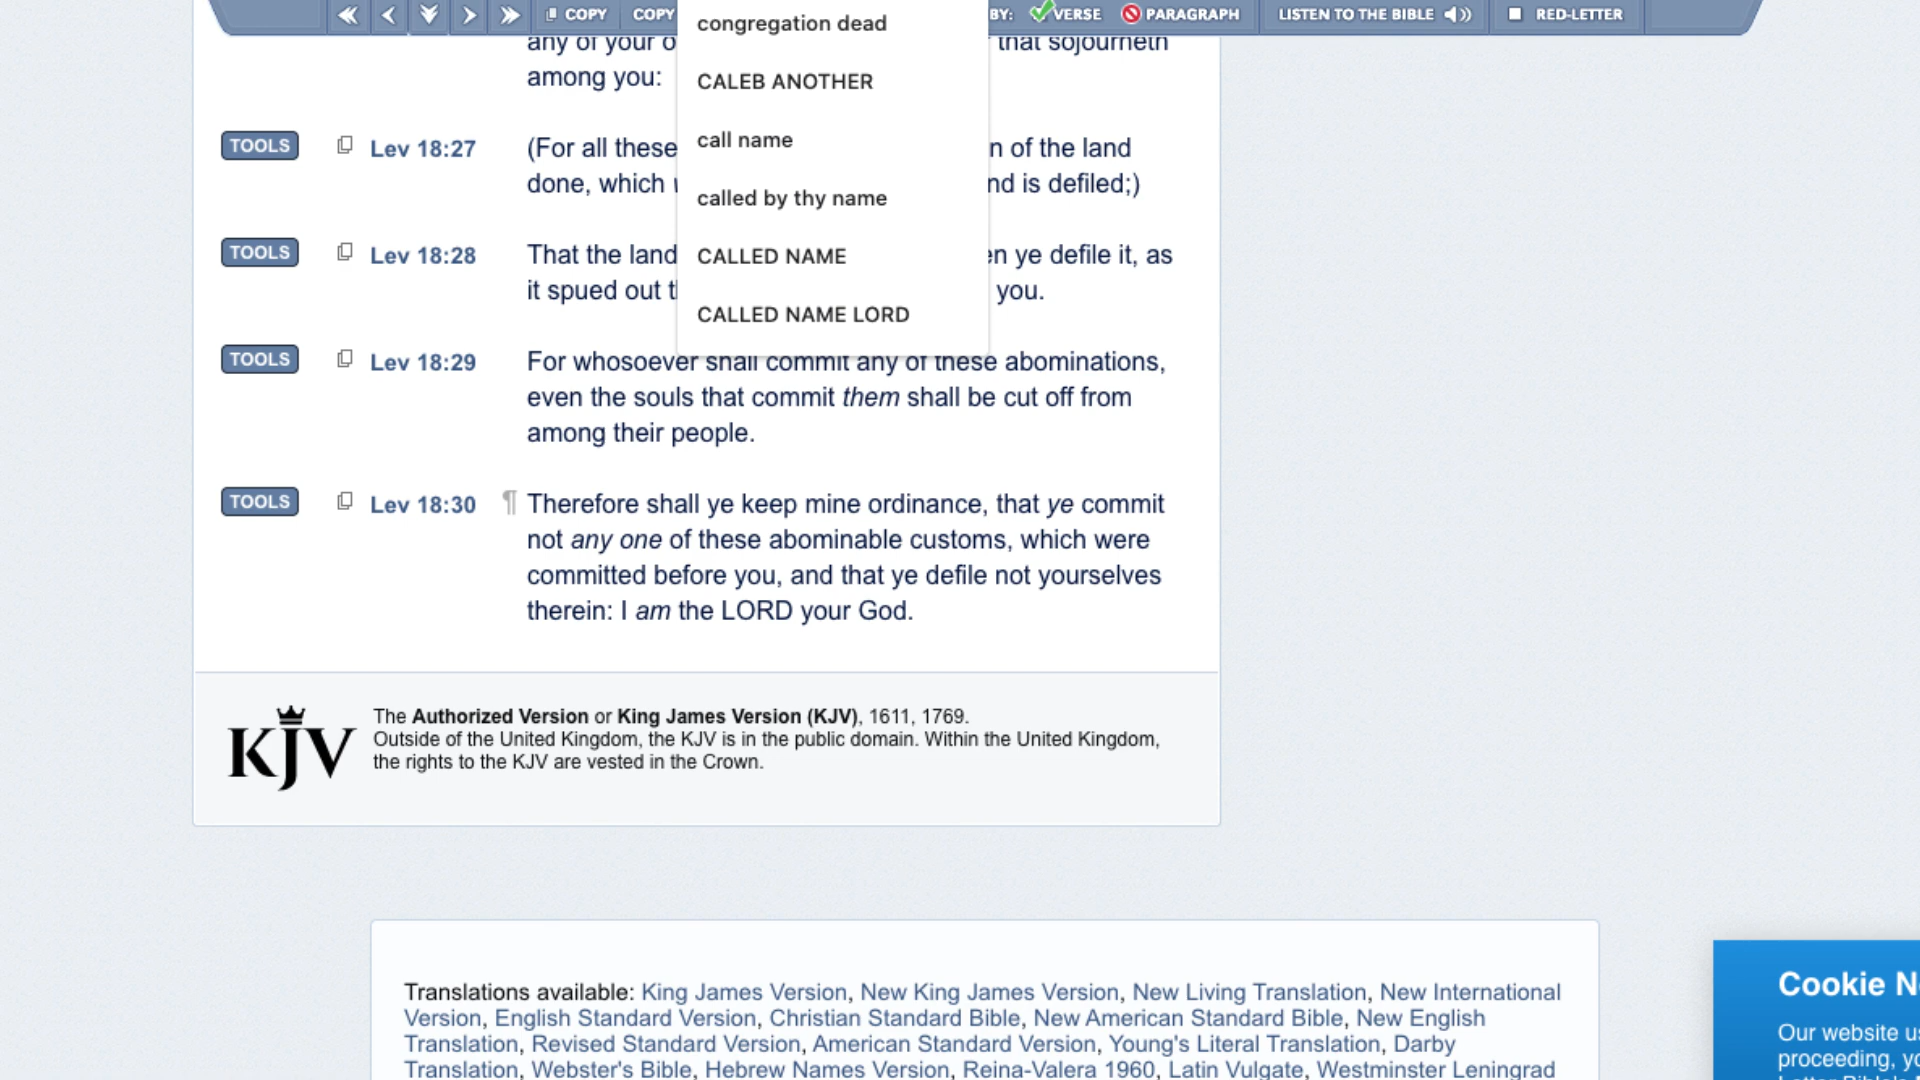 COPY COPY BY: VERSE PARAGRAPH LISTEN TO THE BIBLE RED-LETTER
congregation dead
CALEB ANOTHER
call name
called by thy name
CALLED NAME
CALLED NAME LORD
any of your that sojourneth
among you:
TOOLS Lev 18:27 (For all these of the land
done, which is defiled;)
TOOLS Lev 18:28 That the land ye defile it, as
it spued out you.
TOOLS Lev 18:29 For whosoever shall commit any of these abominations,
even the souls that commit them shall be cut off from
among their people.
TOOLS Lev 18:30 ¶ Therefore shall ye keep mine ordinance, that ye commit
not any one of these abominable customs, which were
committed before you, and that ye defile not yourselves
therein: I am the LORD your God.
KJV
The Authorized Version or King James Version (KJV), 1611, 1769.
Outside of the United Kingdom, the KJV is in the public domain. Within the United Kingdom,
the rights to the KJV are vested in the Crown.
Translations available: King James Version, New King James Version, New Living Translation, New International
Version, English Standard Version, Christian Standard Bible, New American Standard Bible, New English
Translation, Revised Standard Version, American Standard Version, Young's Literal Translation, Darby
Translation, Webster's Bible, Hebrew Names Version, Reina-Valera 1960, Latin Vulgate, Westminster Leningrad
Cookie
Our website
proceeding,